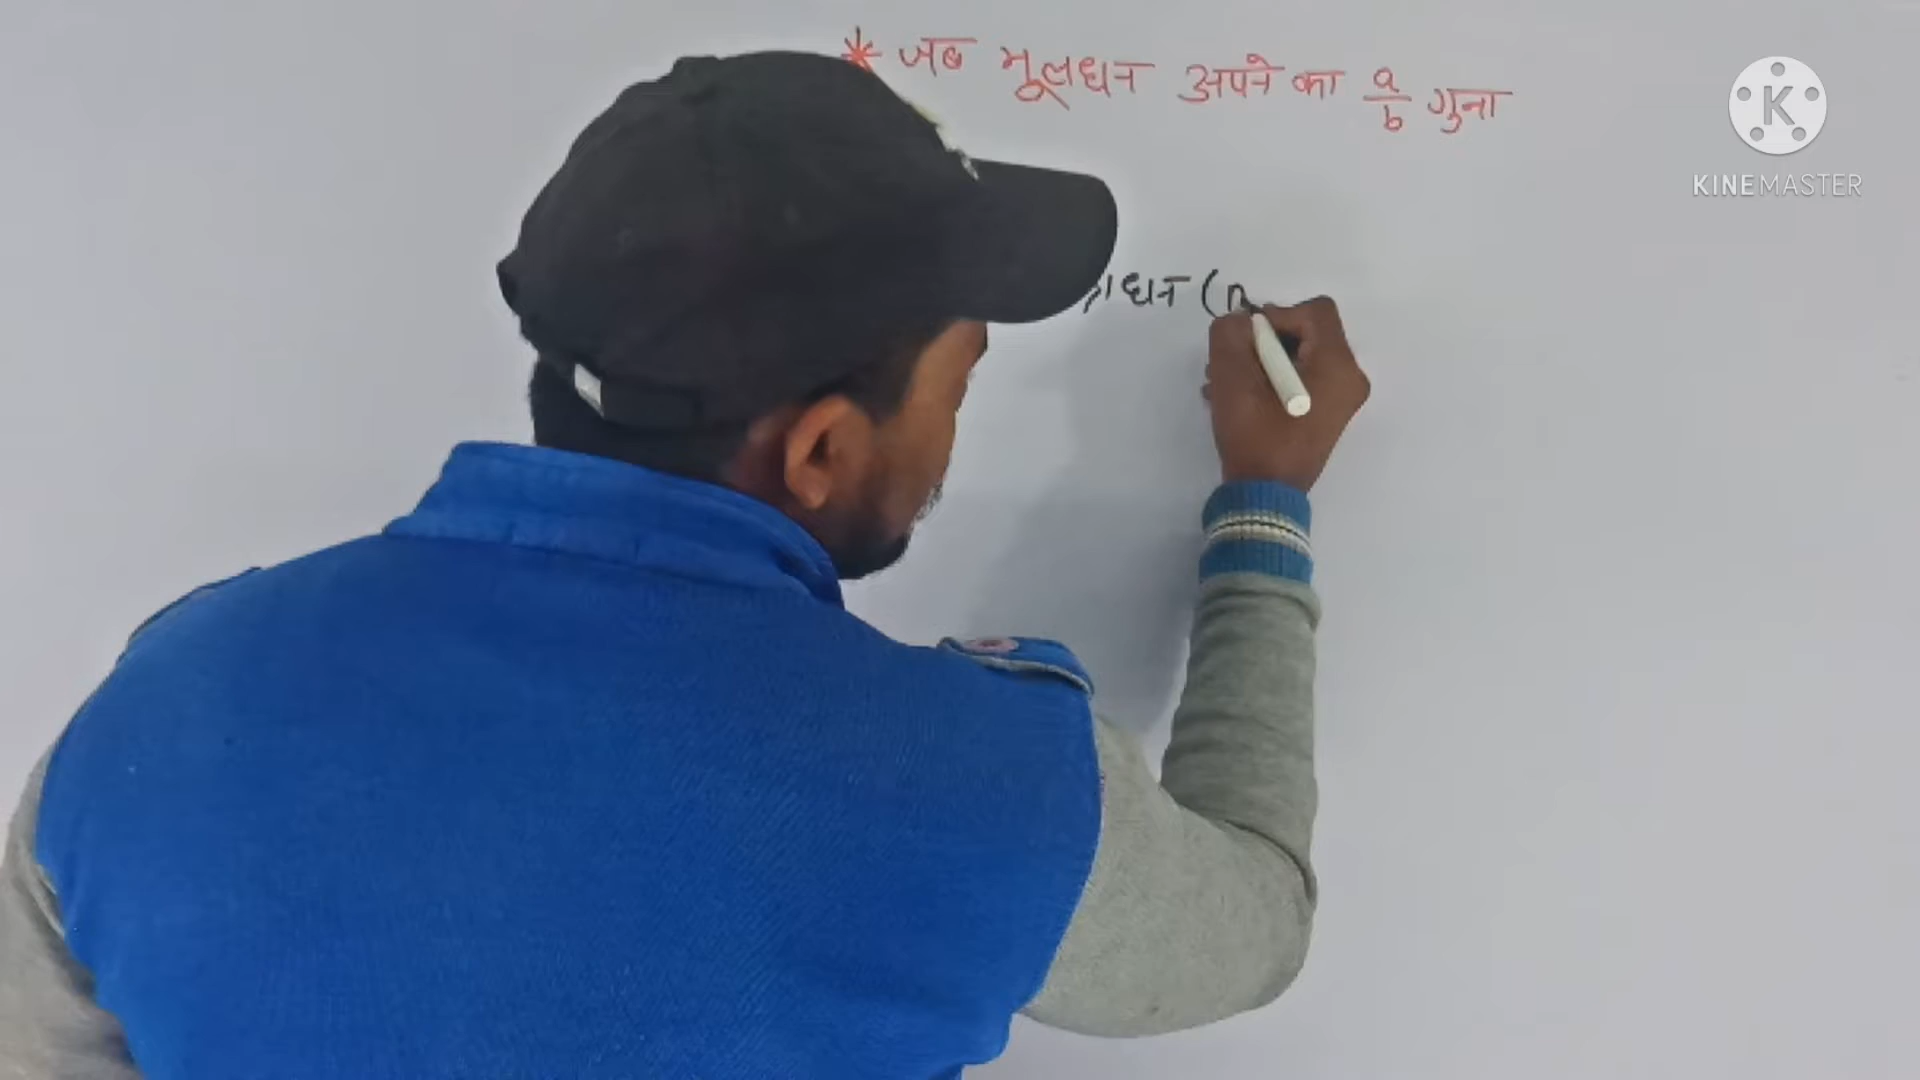 * जब मूलधन अपने का a/b गुना
धन (
K
KINEMASTER